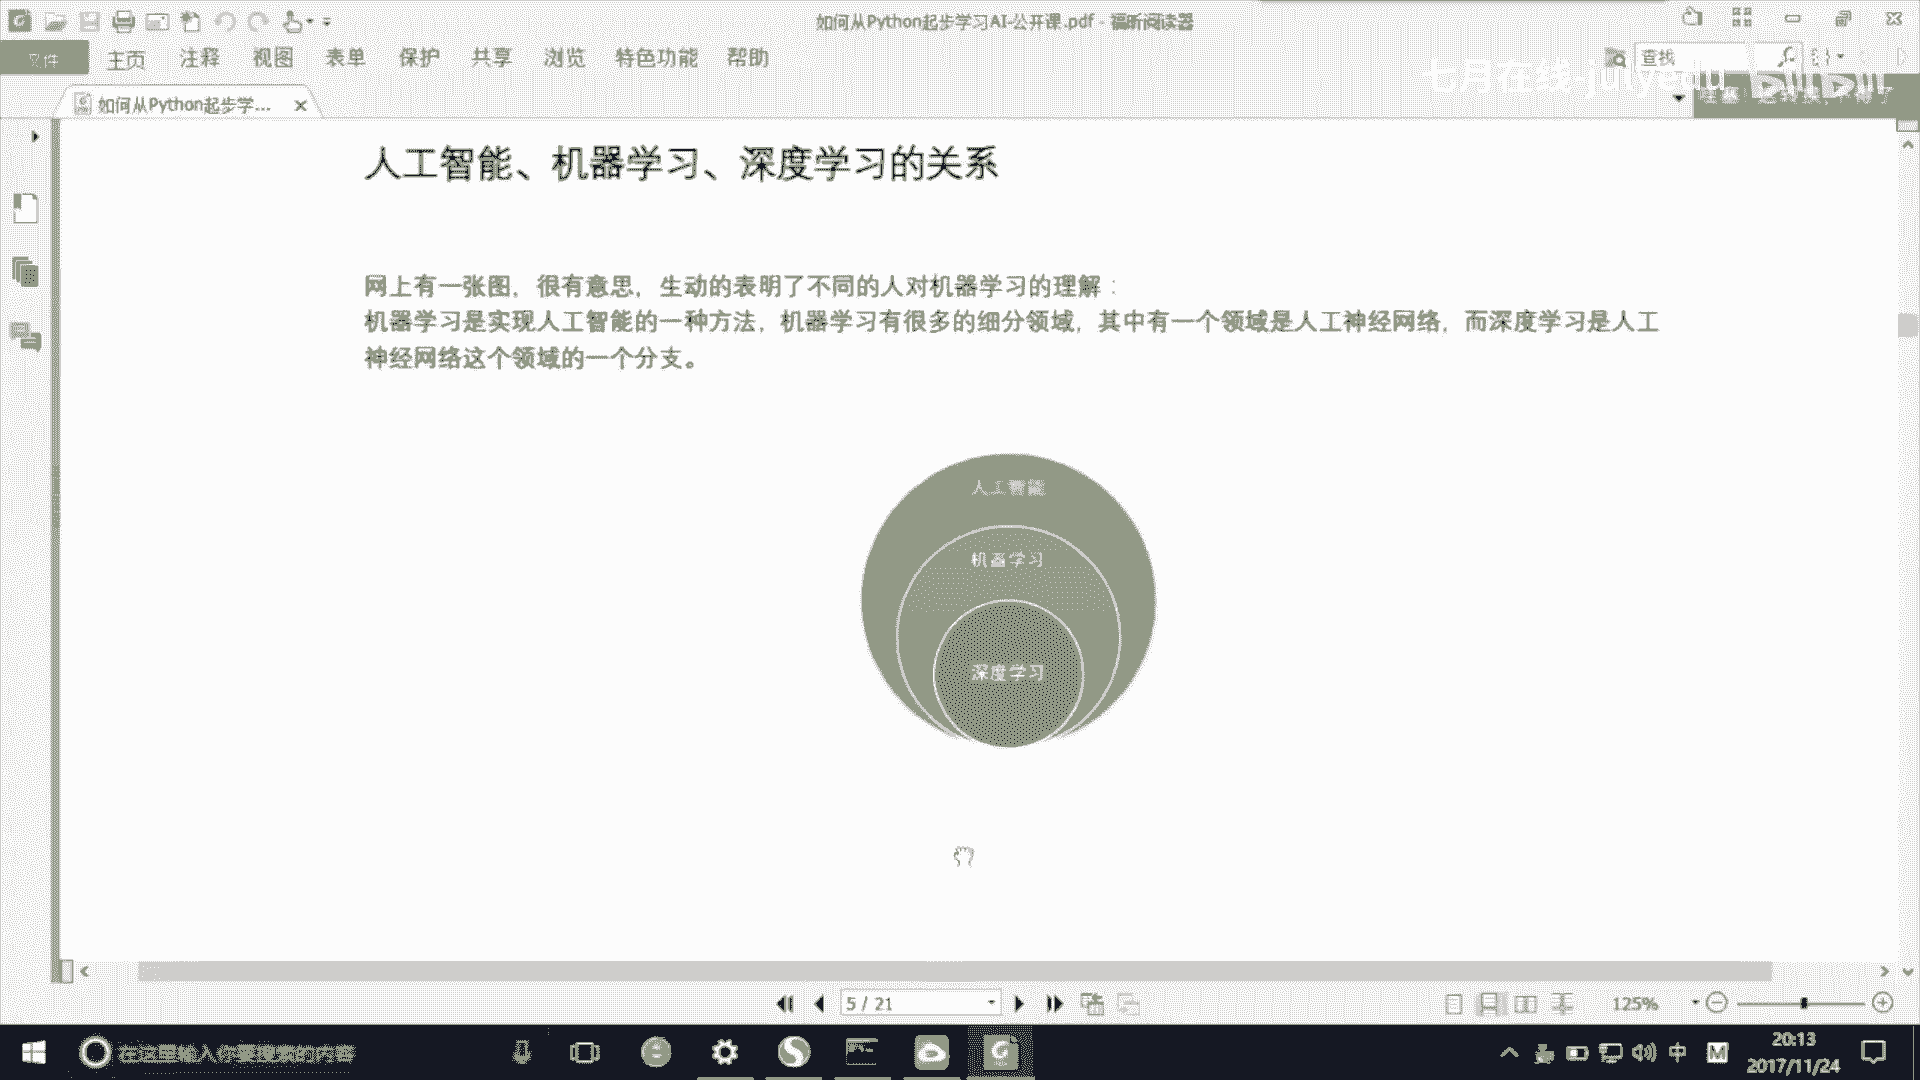 如何从Python起步学习AI-公开课.pdf - 福昕阅读器
文件 主页 注释 视图 表单 保护 共享 浏览 特色功能 帮助
查找
七月在线-julyedu bilibili
如何从Python起步学...
人工智能、机器学习、深度学习的关系
网上有一张图，很有意思，生动的表明了不同的人对机器学习的理解：
机器学习是实现人工智能的一种方法，机器学习有很多的细分领域，其中有一个领域是人工神经网络，而深度学习是人工
神经网络这个领域的一个分支。
人工智能
机器学习
深度学习
5 / 21
125%
在这里输入你要搜索的内容
中
M
20:13
2017/11/24